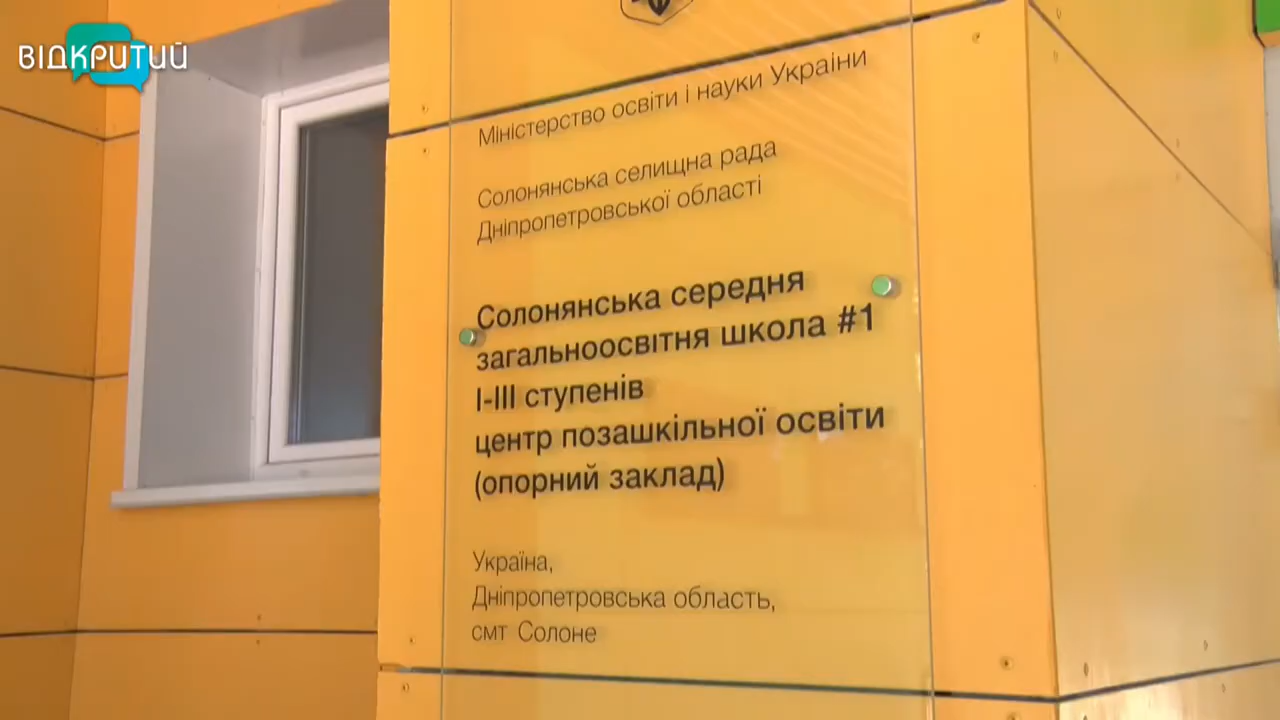 ВІДКРИТИЙ
Міністерство освіти і науки України
Солонянська селищна рада
Дніпропетровської області
Солонянська середня
загальноосвітня школа #1
І-ІІІ ступенів
центр позашкільної освіти
(опорний заклад)
Україна,
Дніпропетровська область,
смт Солоне